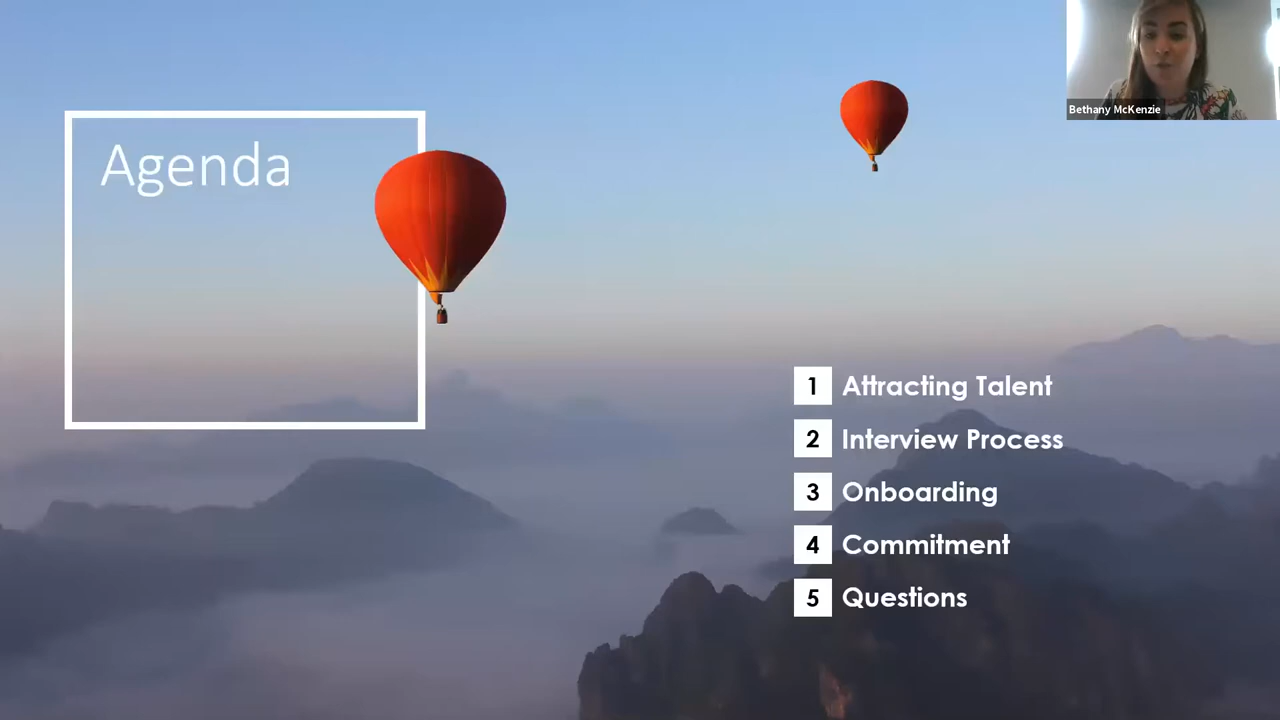 Agenda
Bethany McKenzie
1 Attracting Talent
2 Interview Process
3 Onboarding
4 Commitment
5 Questions